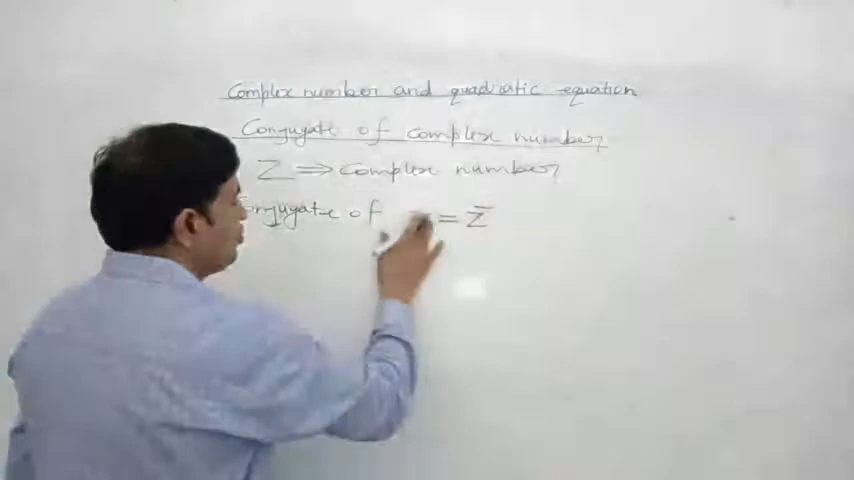 Complex number and quadratic equation
Conjugate of complex number
Z ⇒ complex number
Conjugate of = Z̄